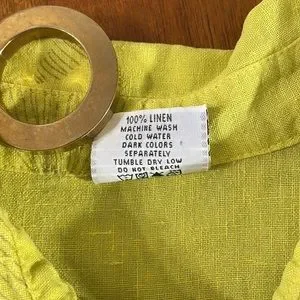 100% LINEN
MACHINE WASH
COLD WATER
DARK COLORS
SEPARATELY
TUMBLE DRY LOW
DO NOT BLEACH